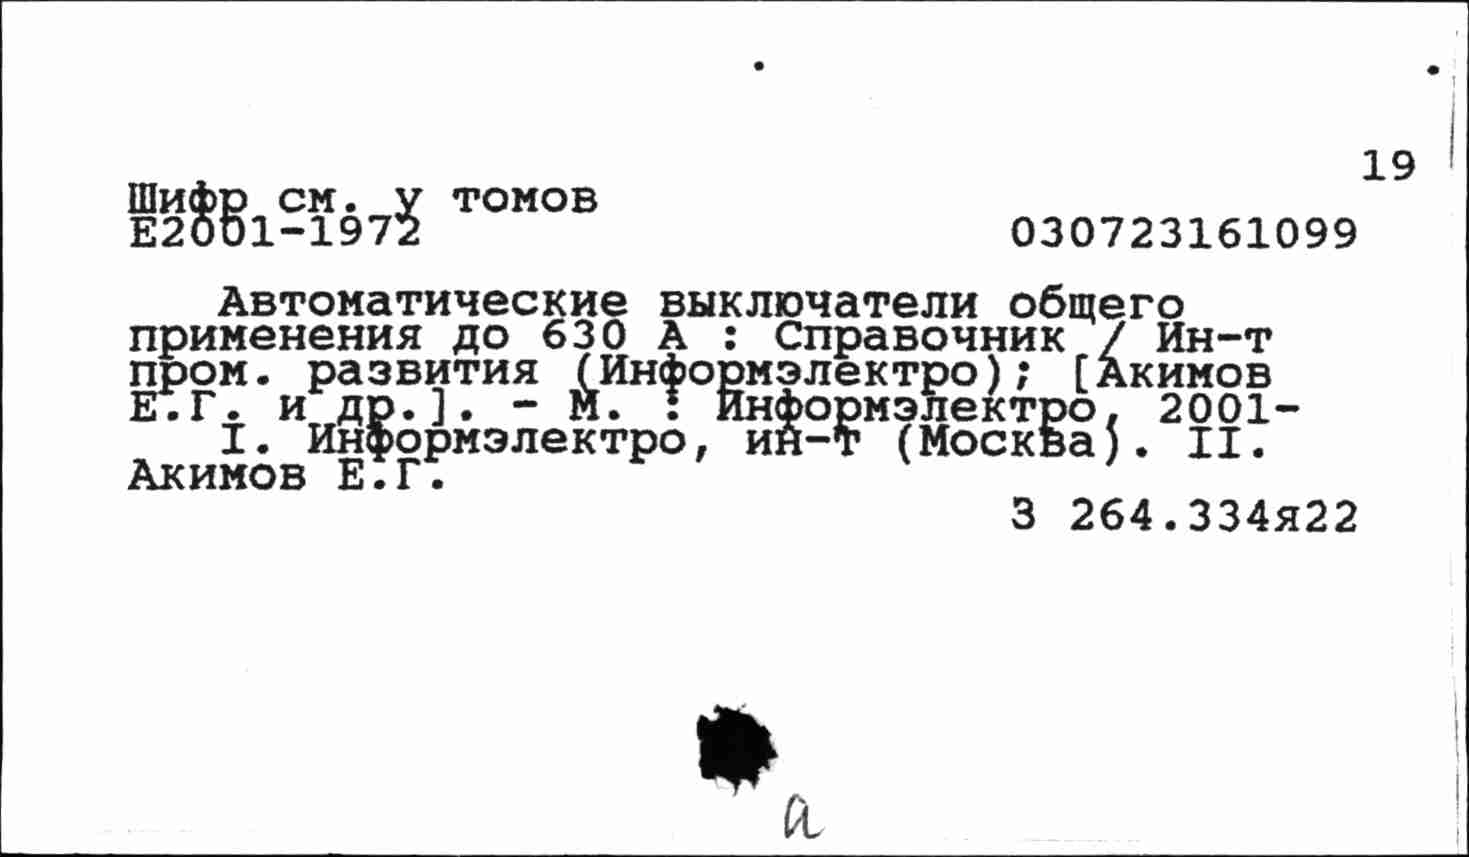 19
Шифр см. у томов
Е2001-1972 030723161099
Автоматические выключатели общего
применения до 630 А : Справочник / Ин-т
пром. развития (Информэлектро); [Акимов
Е.Г. и др.]. - М. : Информэлектро, 2001-
I. Информэлектро, ин-т (Москва). II.
Акимов Е.Г.
З 264.334я22
а